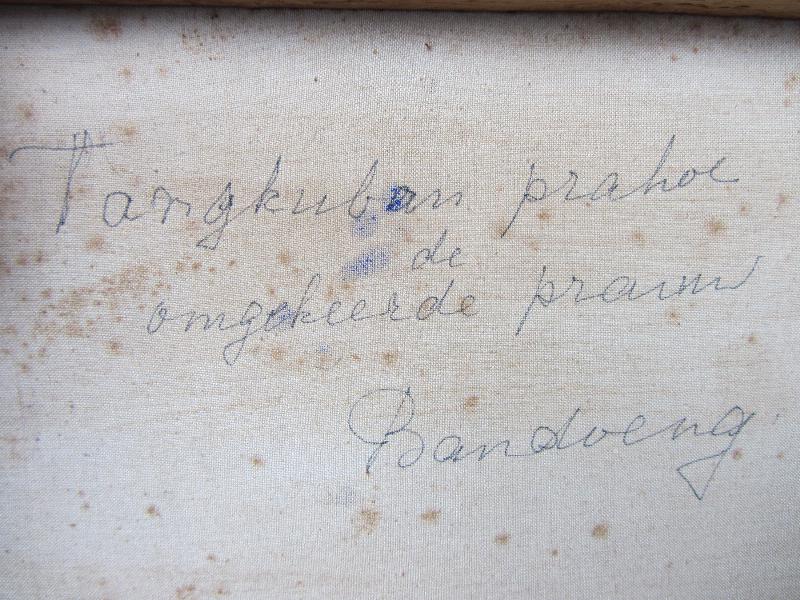 Tangkuban prahoe
de
omgekeerde prauw
Bandoeng